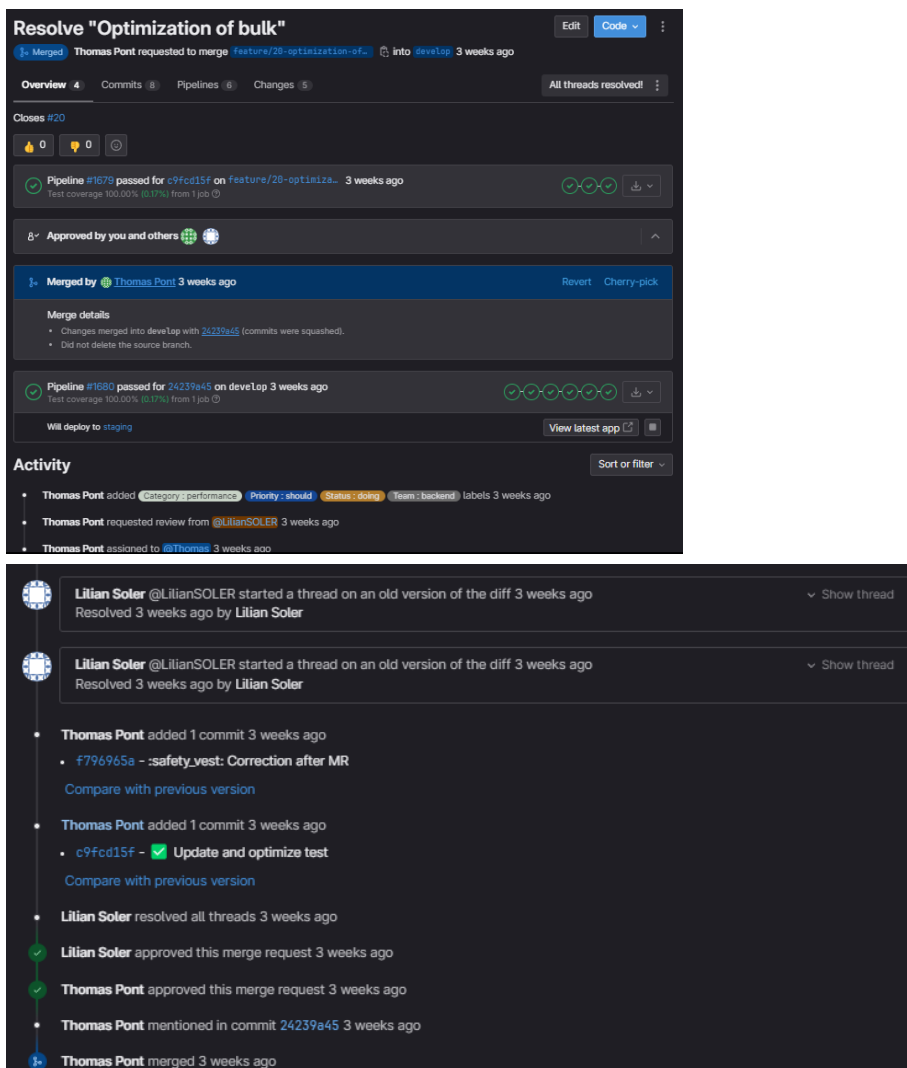 Resolve "Optimization of bulk"
Edit
Code
Merged Thomas Pont requested to merge feature/20-optimization-of… into develop 3 weeks ago
Overview 4 Commits 8 Pipelines 6 Changes 5
All threads resolved!
Closes #20
0 0
Pipeline #1679 passed for c9fcd15f on feature/20-optimiza… 3 weeks ago
Test coverage 100.00% (0.17%) from 1 job
Approved by you and others
Merged by Thomas Pont 3 weeks ago
Revert Cherry-pick
Merge details
• Changes merged into develop with 24239a45 (commits were squashed).
• Did not delete the source branch.
Pipeline #1680 passed for 24239a45 on develop 3 weeks ago
Test coverage 100.00% (0.17%) from 1 job
Will deploy to staging
View latest app
Activity
Sort or filter
Thomas Pont added Category : performance Priority : should Status : doing Team : backend labels 3 weeks ago
Thomas Pont requested review from @LilianSOLER 3 weeks ago
Thomas Pont assigned to @Thomas 3 weeks ago
Lilian Soler @LilianSOLER started a thread on an old version of the diff 3 weeks ago
Show thread
Resolved 3 weeks ago by Lilian Soler
Lilian Soler @LilianSOLER started a thread on an old version of the diff 3 weeks ago
Show thread
Resolved 3 weeks ago by Lilian Soler
Thomas Pont added 1 commit 3 weeks ago
• f796965a - :safety_vest: Correction after MR
Compare with previous version
Thomas Pont added 1 commit 3 weeks ago
• c9fcd15f - ✅ Update and optimize test
Compare with previous version
Lilian Soler resolved all threads 3 weeks ago
Lilian Soler approved this merge request 3 weeks ago
Thomas Pont approved this merge request 3 weeks ago
Thomas Pont mentioned in commit 24239a45 3 weeks ago
Thomas Pont merged 3 weeks ago